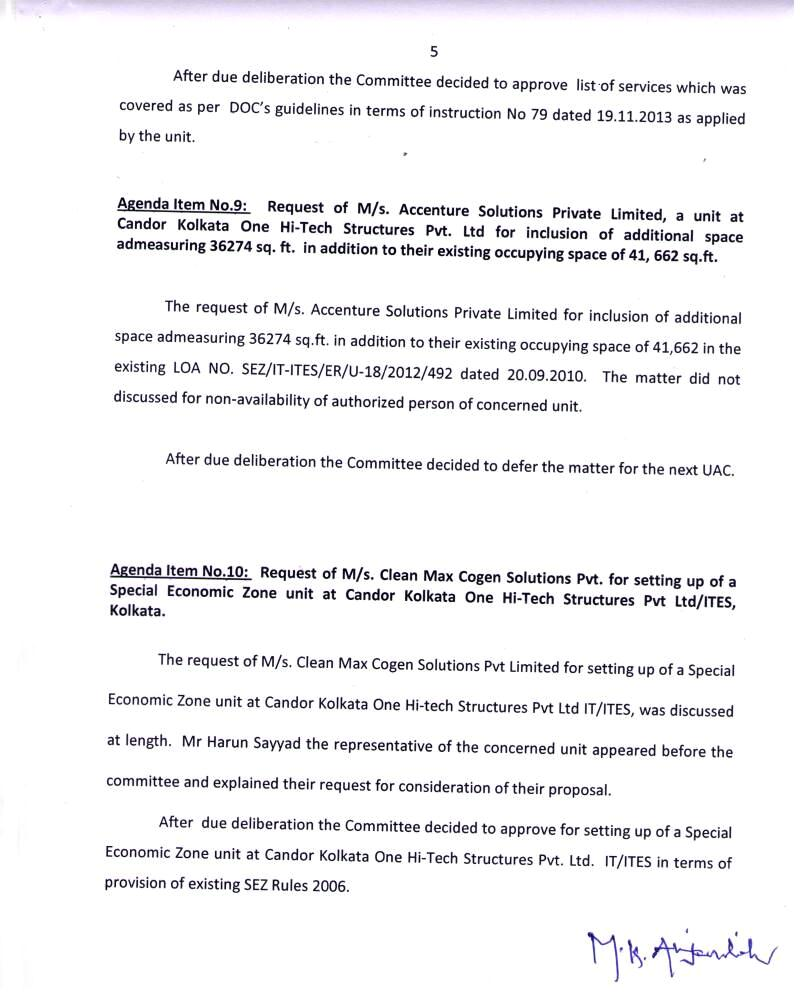 5
After due deliberation the Committee decided to approve list of services which was
covered as per DOC's guidelines in terms of instruction No 79 dated 19.11.2013 as applied
by the unit.
Agenda Item No.9: Request of M/s. Accenture Solutions Private Limited, a unit at
Candor Kolkata One Hi-Tech Structures Pvt. Ltd for inclusion of additional space
admeasuring 36274 sq. ft. in addition to their existing occupying space of 41, 662 sq.ft.
The request of M/s. Accenture Solutions Private Limited for inclusion of additional
space admeasuring 36274 sq.ft. in addition to their existing occupying space of 41,662 in the
existing LOA NO. SEZ/IT-ITES/ER/U-18/2012/492 dated 20.09.2010. The matter did not
discussed for non-availability of authorized person of concerned unit.
After due deliberation the Committee decided to defer the matter for the next UAC.
Agenda Item No.10: Request of M/s. Clean Max Cogen Solutions Pvt. for setting up of a
Special Economic Zone unit at Candor Kolkata One Hi-Tech Structures Pvt Ltd/ITES,
Kolkata.
The request of M/s. Clean Max Cogen Solutions Pvt Limited for setting up of a Special
Economic Zone unit at Candor Kolkata One Hi-tech Structures Pvt Ltd IT/ITES, was discussed
at length. Mr Harun Sayyad the representative of the concerned unit appeared before the
committee and explained their request for consideration of their proposal.
After due deliberation the Committee decided to approve for setting up of a Special
Economic Zone unit at Candor Kolkata One Hi-Tech Structures Pvt. Ltd. IT/ITES in terms of
provision of existing SEZ Rules 2006.
M.K.